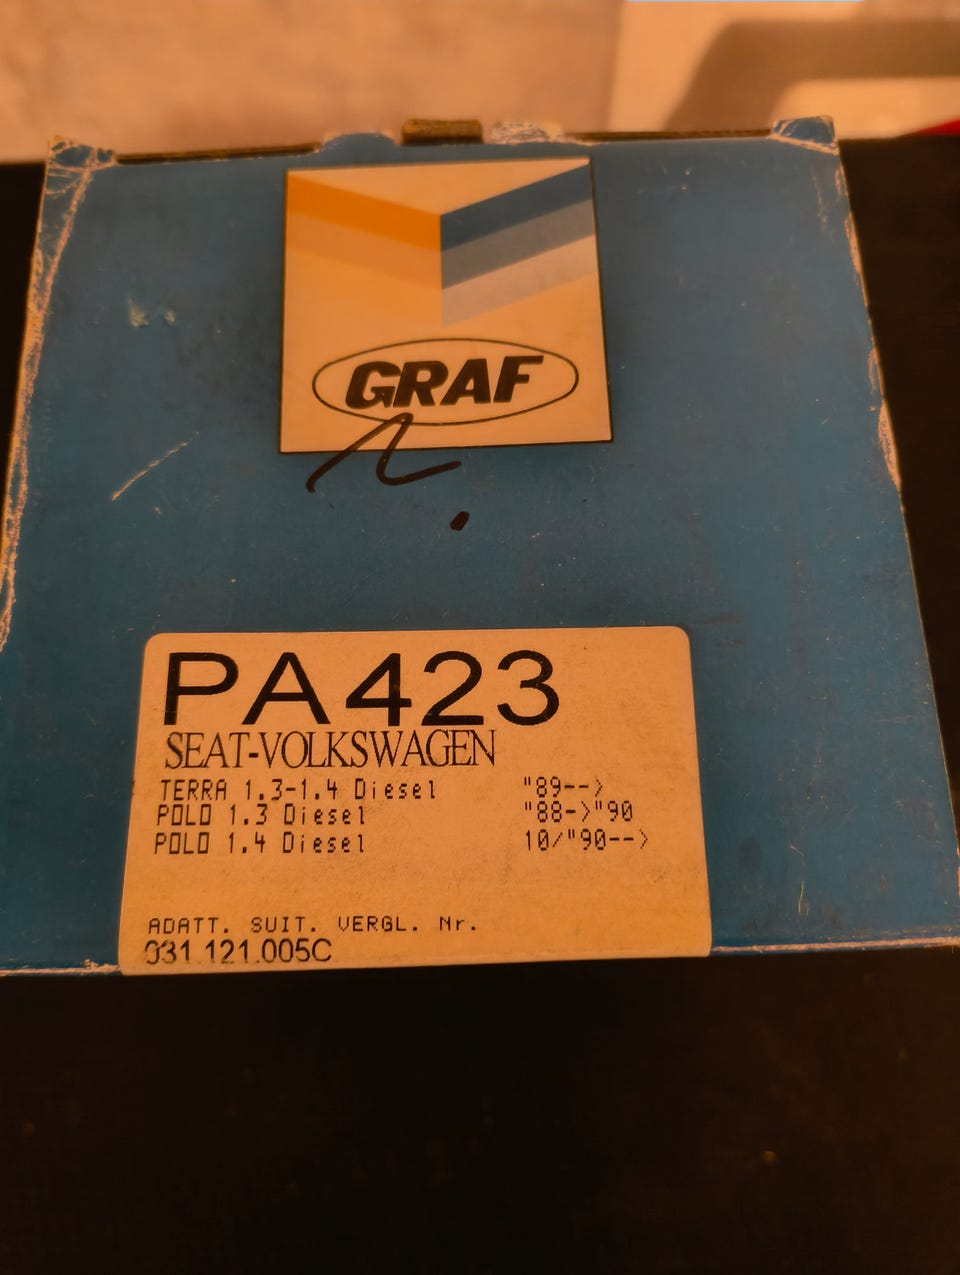 GRAF
PA423
SEAT-VOLKSWAGEN
TERRA 1.3-1.4 Diesel "89-->
POLO 1.3 Diesel "88->"90
POLO 1.4 Diesel 10/"90-->
ADATT. SUIT. VERGL. Nr.
031.121.005C